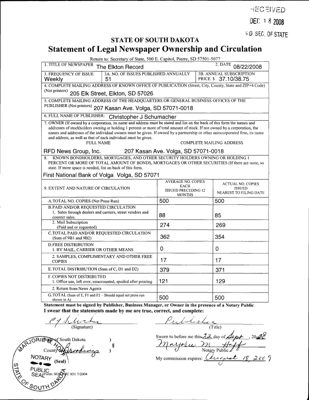 RECEIVED
DEC 18 2008
SD SEC. OF STATE
STATE OF SOUTH DAKOTA
Statement of Legal Newspaper Ownership and Circulation
Return to: Secretary of State, 500 E. Capitol, Pierre, SD 57501-5077
1. TITLE OF NEWSPAPER The Elkton Record
2. DATE 08/22/2008
3. FREQUENCY OF ISSUE
Weekly
3A. NO. OF ISSUES PUBLISHED ANNUALLY
51
3B. ANNUAL SUBSCRIPTION
PRICE $ 37.10/38.75
4. COMPLETE MAILING ADDRESS OF KNOWN OFFICE OF PUBLICATION (Street, City, County, State and ZIP+4 Code)
(Not printers) 205 Elk Street, Elkton, SD 57026
5. COMPLETE MAILING ADDRESS OF THE HEADQUARTERS OF GENERAL BUSINESS OFFICES OF THE
PUBLISHER (Not printers) 207 Kasan Ave. Volga, SD 57071-0018
6. FULL NAME OF PUBLISHER: Christopher J Schumacher
7. OWNER (If owned by a corporation, its name and address must be stated and list on the back of this form the names and
addresses of stockholders owning or holding 1 percent or more of total amount of stock. If not owned by a corporation, the
names and addresses of the individual owners must be given. If owned by a partnership or other unincorporated firm, its name
and address, as well as that of each individual must be given.
FULL NAME
COMPLETE MAILING ADDRESS
RFD News Group, Inc.
207 Kasan Ave. Volga, SD 57071-0018
8. KNOWN BONDHOLDERS, MORTGAGES, AND OTHER SECURITY HOLDERS OWNING OR HOLDING 1
PERCENT OR MORE OF TOTAL AMOUNT OF BONDS, MORTGAGES OR OTHER SECURITIES (If there are none, so
state. If more space is needed, list on back of this form.
First National Bank of Volga Volga, SD 57071
9. EXTENT AND NATURE OF CIRCULATION
AVERAGE NO. COPIES
EACH
ISSUED PRECEDING 12
MONTHS
ACTUAL NO. COPIES
ISSUED
NEAREST TO FILING DATE
A. TOTAL NO. COPIES (Net Press Run)
500
500
B. PAID AND/OR REQUESTED CIRCULATION
1. Sales through dealers and carriers, street vendors and
counter sales.
88
85
2. Mail Subscription
(Paid and or requested)
274
269
C. TOTAL PAID AND/OR REQUESTED CIRCULATION
(Sum of 9B1 and 9B2)
362
354
D. FREE DISTRIBUTION
1. BY MAIL, CARRIER OR OTHER MEANS
0
0
2. SAMPLES, COMPLIMENTARY AND OTHER FREE
COPIES
17
17
E. TOTAL DISTRIBUTION (Sum of C, D1 and D2)
379
371
F. COPIES NOT DISTRIBUTED
1. Office use, left over, unaccounted, spoiled after printing
121
129
2. Return from News Agents
G. TOTAL (Sum of E, F1 and F2 - Should equal net press run
shown in A)
500
500
Statement must be signed by Publisher, Business Manager, or Owner in the presence of a Notary Public
I swear that the statements made by me are true, correct, and complete:
Publisher
(Signature)
(Title)
State of South Dakota
Sworn to before me this day of Sept
County
Marjorie M Hoff
Notary Public
(Seal)
My commission expires: August 18, 2009
MARJORIE
NOTARY
PUBLIC
SEAL
STATE OF SOUTH DAKOTA